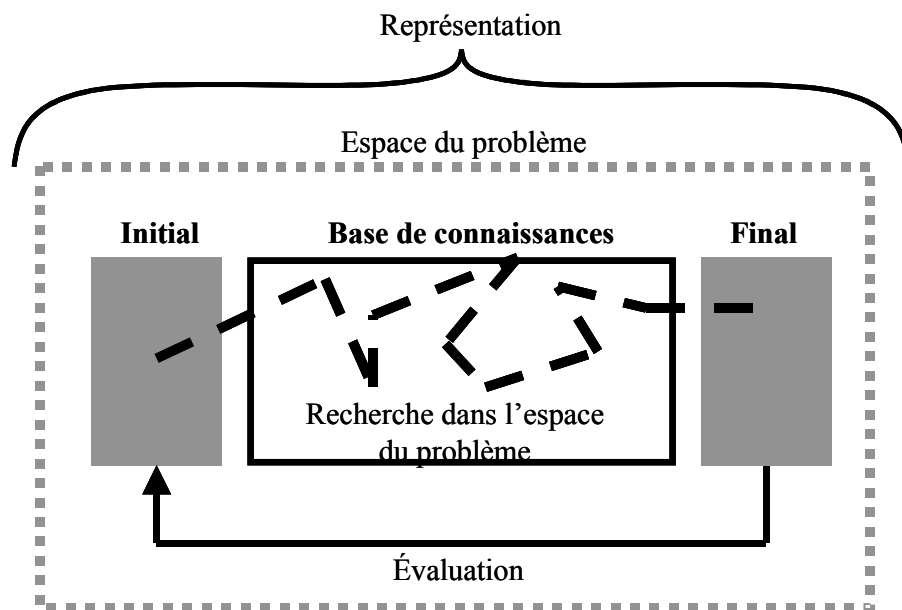 Représentation
Espace du problème
Initial
Base de connaissances
Final
Recherche dans l’espace
du problème
Évaluation